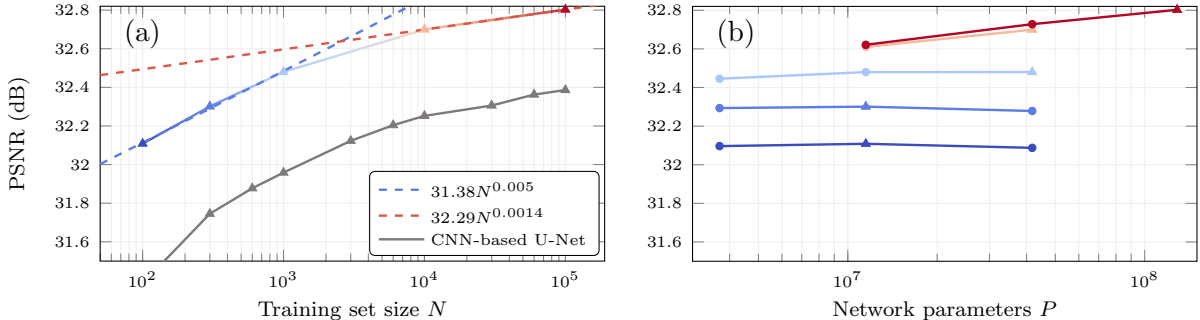 32.8
32.6
32.4
32.2
32
31.8
31.6
PSNR (dB)
(a)
31.38N^0.005
32.29N^0.0014
CNN-based U-Net
10^2
10^3
10^4
10^5
Training set size N
32.8
32.6
32.4
32.2
32
31.8
31.6
(b)
10^7
10^8
Network parameters P